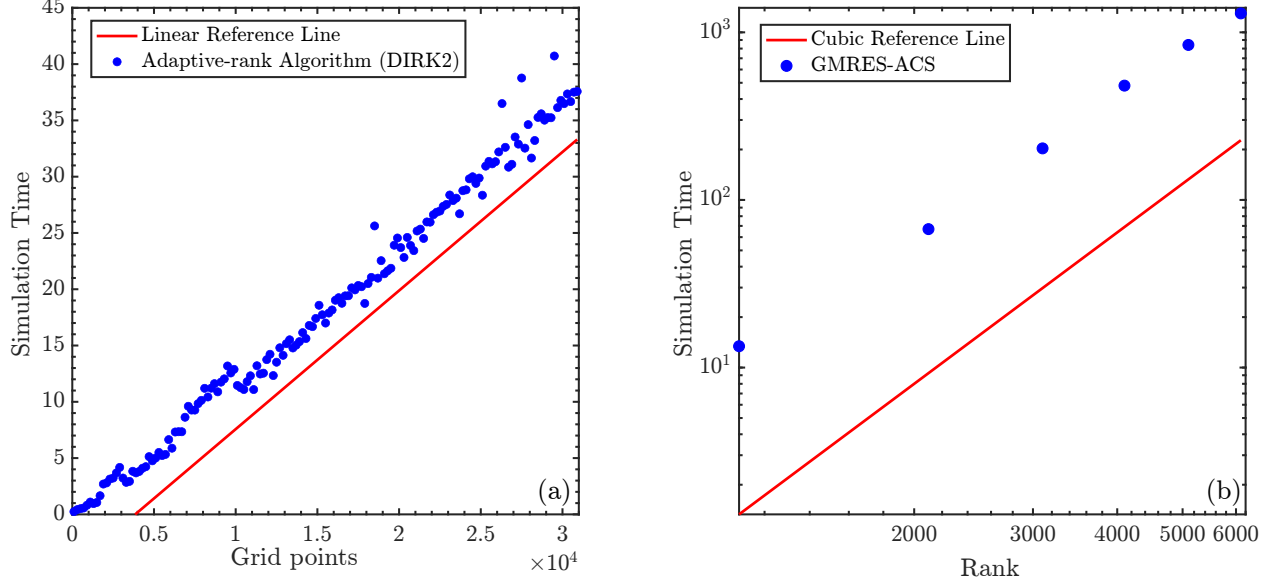 45
40
35
30
25
20
15
10
5
0
Simulation Time
Linear Reference Line
Adaptive-rank Algorithm (DIRK2)
(a)
0 0.5 1 1.5 2 2.5 3
Grid points
×10⁴
10³
10²
10¹
Simulation Time
Cubic Reference Line
GMRES-ACS
(b)
2000 3000 4000 5000 6000
Rank